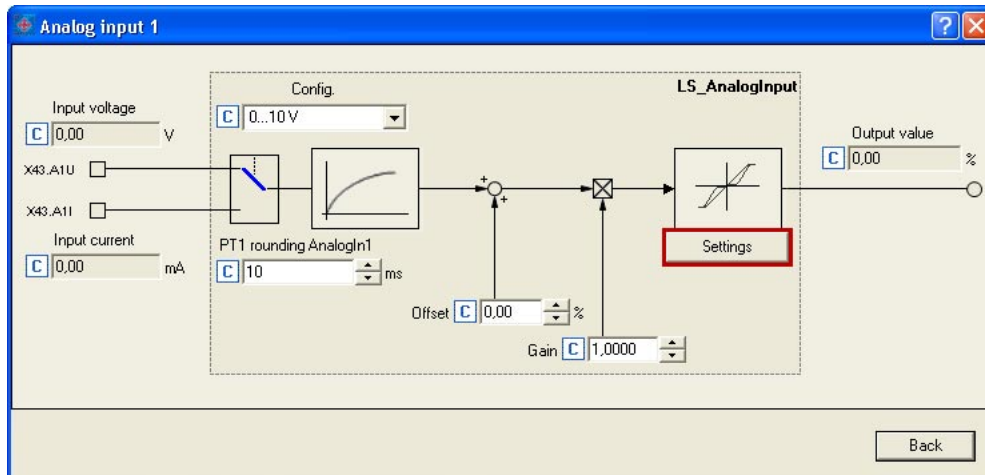 Analog input 1
LS_AnalogInput
Config.
C 0...10 V
Input voltage
C 0,00 V
Output value
C 0,00 %
X43.A1U
X43.A1I
+
+
Input current
C 0,00 mA
PT1 rounding AnalogIn1
C 10 ms
Settings
Offset C 0,00 %
Gain C 1,0000
Back